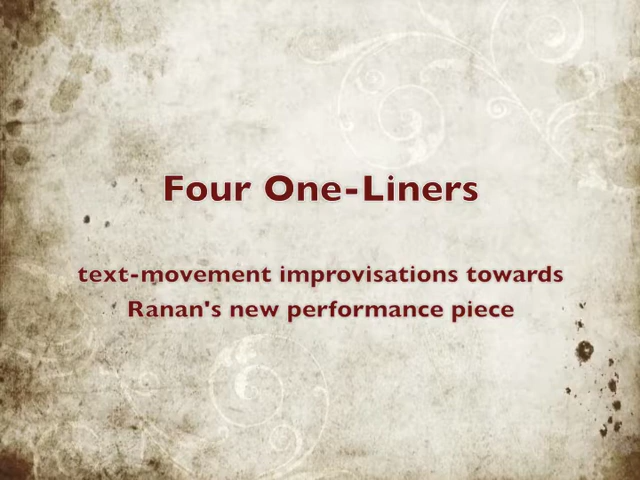 Four One-Liners
text-movement improvisations towards
Ranan's new performance piece